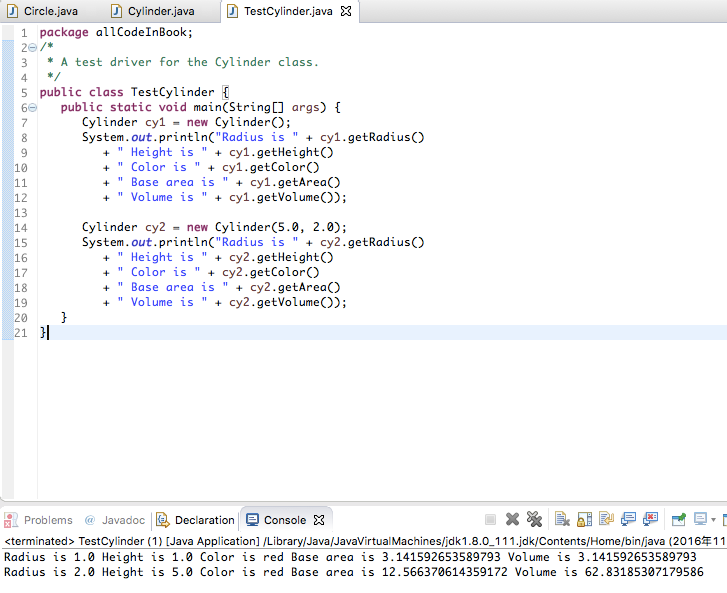 Circle.java Cylinder.java TestCylinder.java
1 package allCodeInBook;
2 /*
3 * A test driver for the Cylinder class.
4 */
5 public class TestCylinder {
6 public static void main(String[] args) {
7 Cylinder cy1 = new Cylinder();
8 System.out.println("Radius is " + cy1.getRadius()
9 + " Height is " + cy1.getHeight()
10 + " Color is " + cy1.getColor()
11 + " Base area is " + cy1.getArea()
12 + " Volume is " + cy1.getVolume());
13
14 Cylinder cy2 = new Cylinder(5.0, 2.0);
15 System.out.println("Radius is " + cy2.getRadius()
16 + " Height is " + cy2.getHeight()
17 + " Color is " + cy2.getColor()
18 + " Base area is " + cy2.getArea()
19 + " Volume is " + cy2.getVolume());
20 }
21 }
Problems @ Javadoc Declaration Console
<terminated> TestCylinder (1) [Java Application] /Library/Java/JavaVirtualMachines/jdk1.8.0_111.jdk/Contents/Home/bin/java (2016年11
Radius is 1.0 Height is 1.0 Color is red Base area is 3.141592653589793 Volume is 3.141592653589793
Radius is 2.0 Height is 5.0 Color is red Base area is 12.566370614359172 Volume is 62.83185307179586